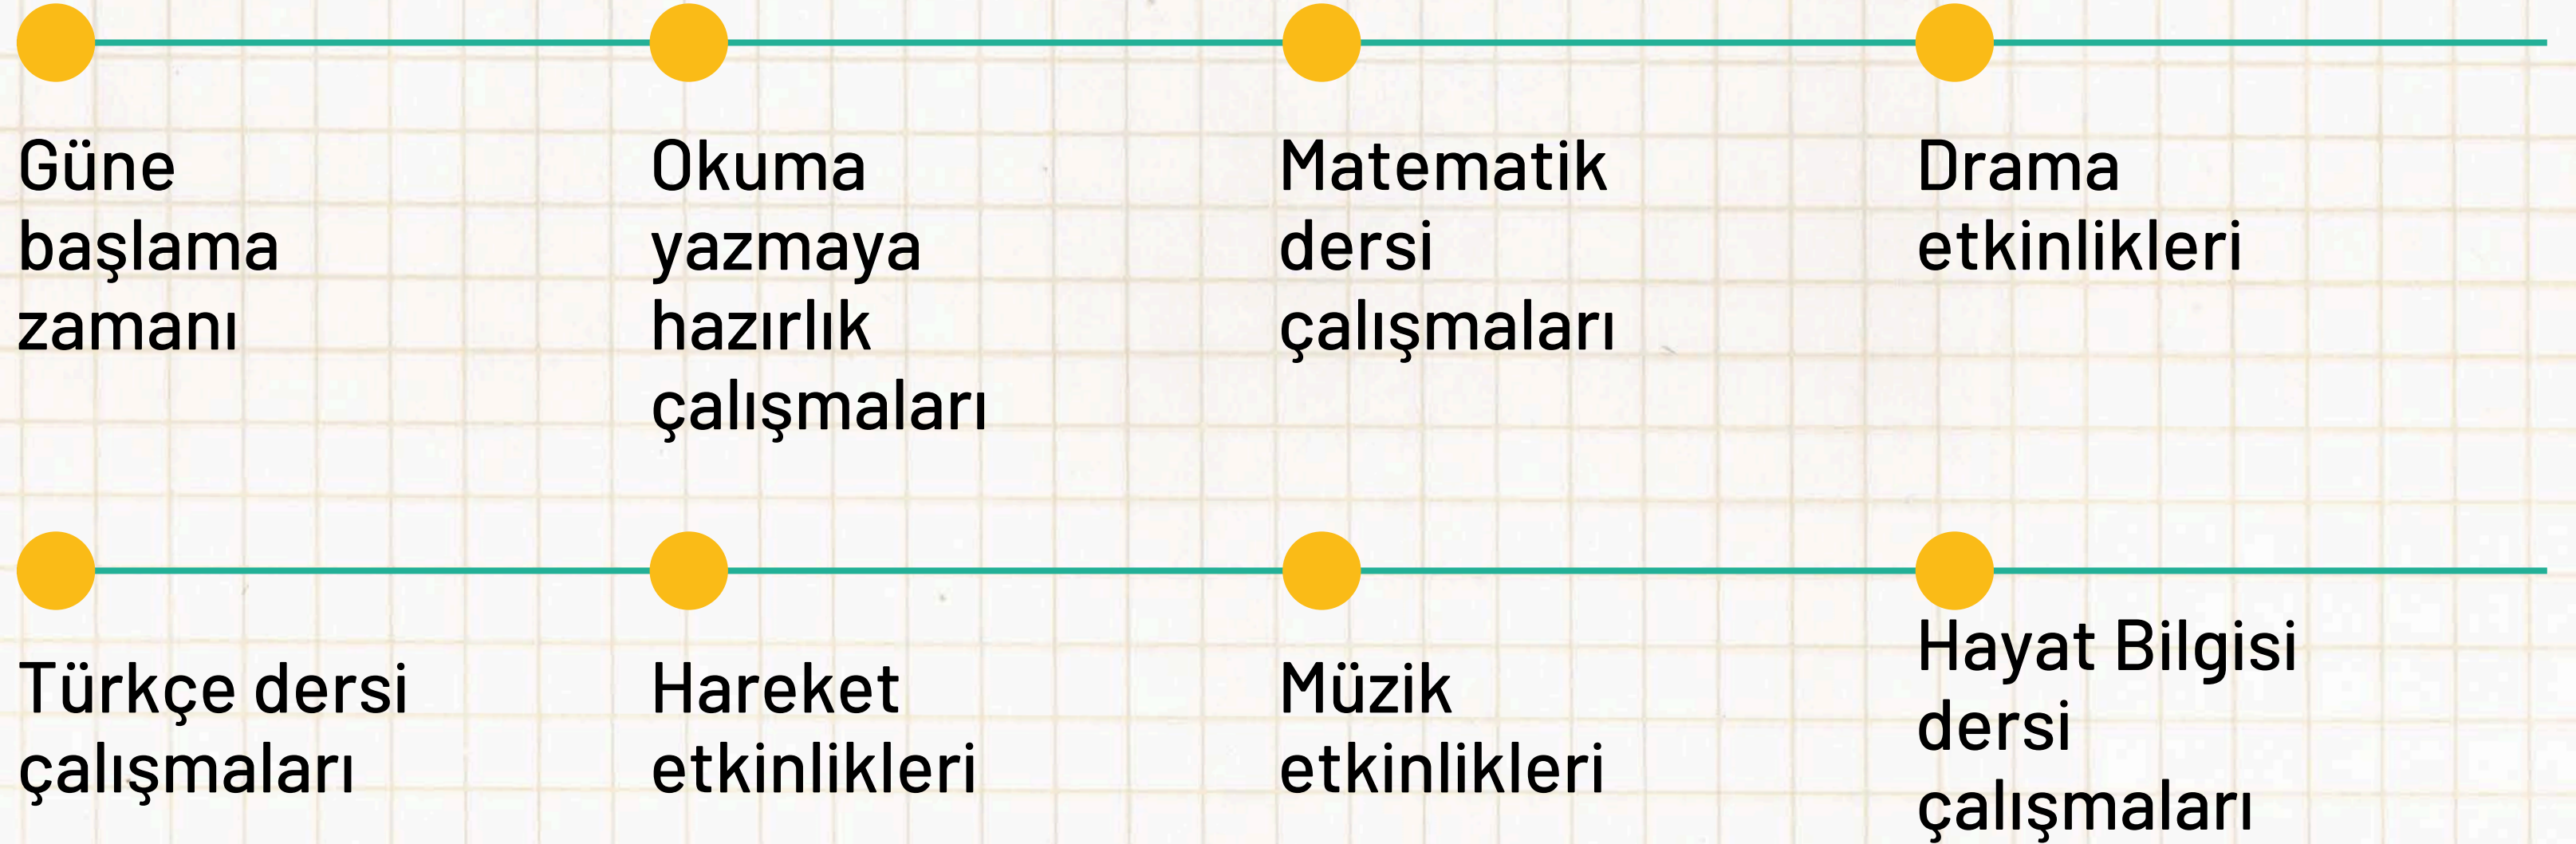 Güne
başlama
zamanı
Okuma
yazmaya
hazırlık
çalışmaları
Matematik
dersi
çalışmaları
Drama
etkinlikleri
Türkçe dersi
çalışmaları
Hareket
etkinlikleri
Müzik
etkinlikleri
Hayat Bilgisi
dersi
çalışmaları